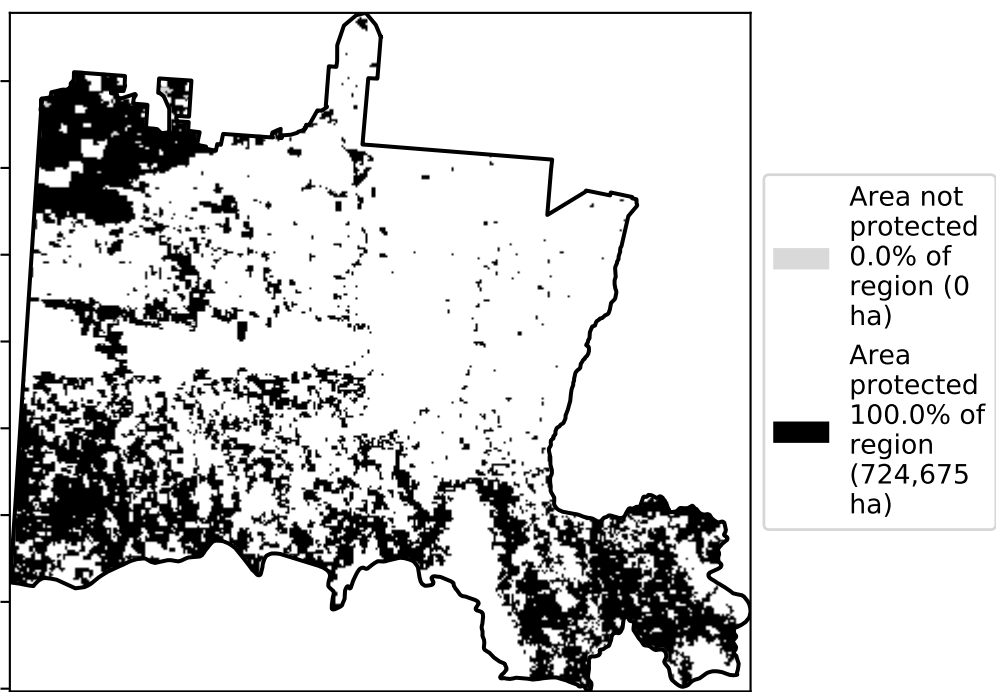 Area not
protected
0.0% of
region (0
ha)
Area
protected
100.0% of
region
(724,675
ha)